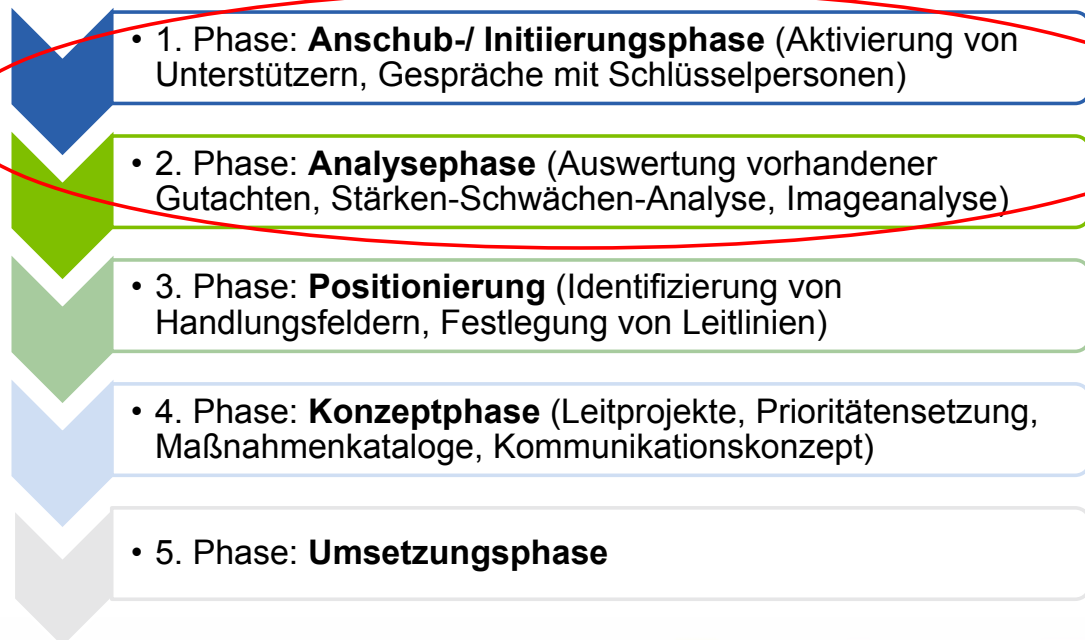 • 1. Phase: Anschub-/ Initiierungsphase (Aktivierung von
Unterstützern, Gespräche mit Schlüsselpersonen)
• 2. Phase: Analysephase (Auswertung vorhandener
Gutachten, Stärken-Schwächen-Analyse, Imageanalyse)
• 3. Phase: Positionierung (Identifizierung von
Handlungsfeldern, Festlegung von Leitlinien)
• 4. Phase: Konzeptphase (Leitprojekte, Prioritätensetzung,
Maßnahmenkataloge, Kommunikationskonzept)
• 5. Phase: Umsetzungsphase